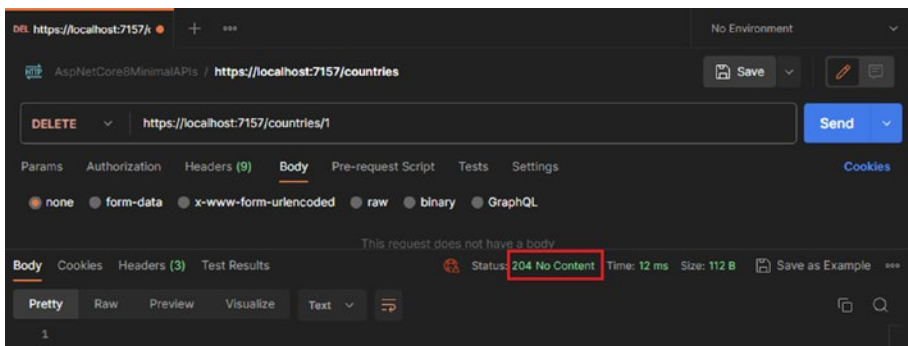 DEL https://localhost:7157/c No Environment
HTTP AspNetCore8MinimalAPIs / https://localhost:7157/countries Save
DELETE https://localhost:7157/countries/1 Send
Params Authorization Headers (9) Body Pre-request Script Tests Settings Cookies
none form-data x-www-form-urlencoded raw binary GraphQL
This request does not have a body
Body Cookies Headers (3) Test Results Status: 204 No Content Time: 12 ms Size: 112 B Save as Example
Pretty Raw Preview Visualize Text
1